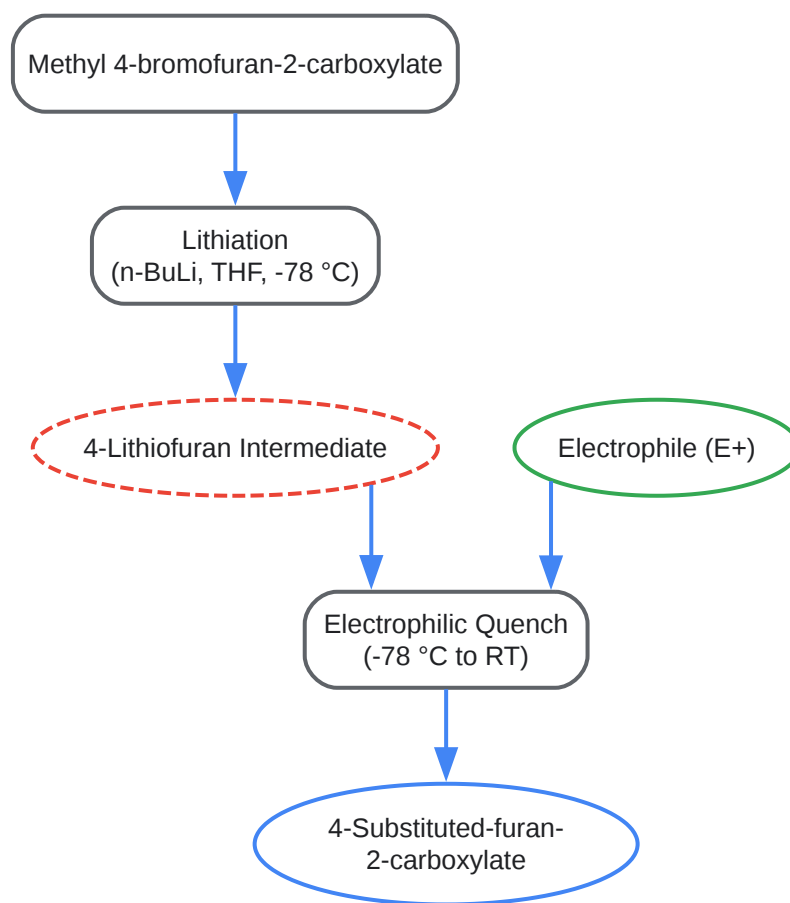 Methyl 4-bromofuran-2-carboxylate
Lithiation
(n-BuLi, THF, -78 °C)
4-Lithiofuran Intermediate
Electrophile (E+)
Electrophilic Quench
(-78 °C to RT)
4-Substituted-furan-
2-carboxylate